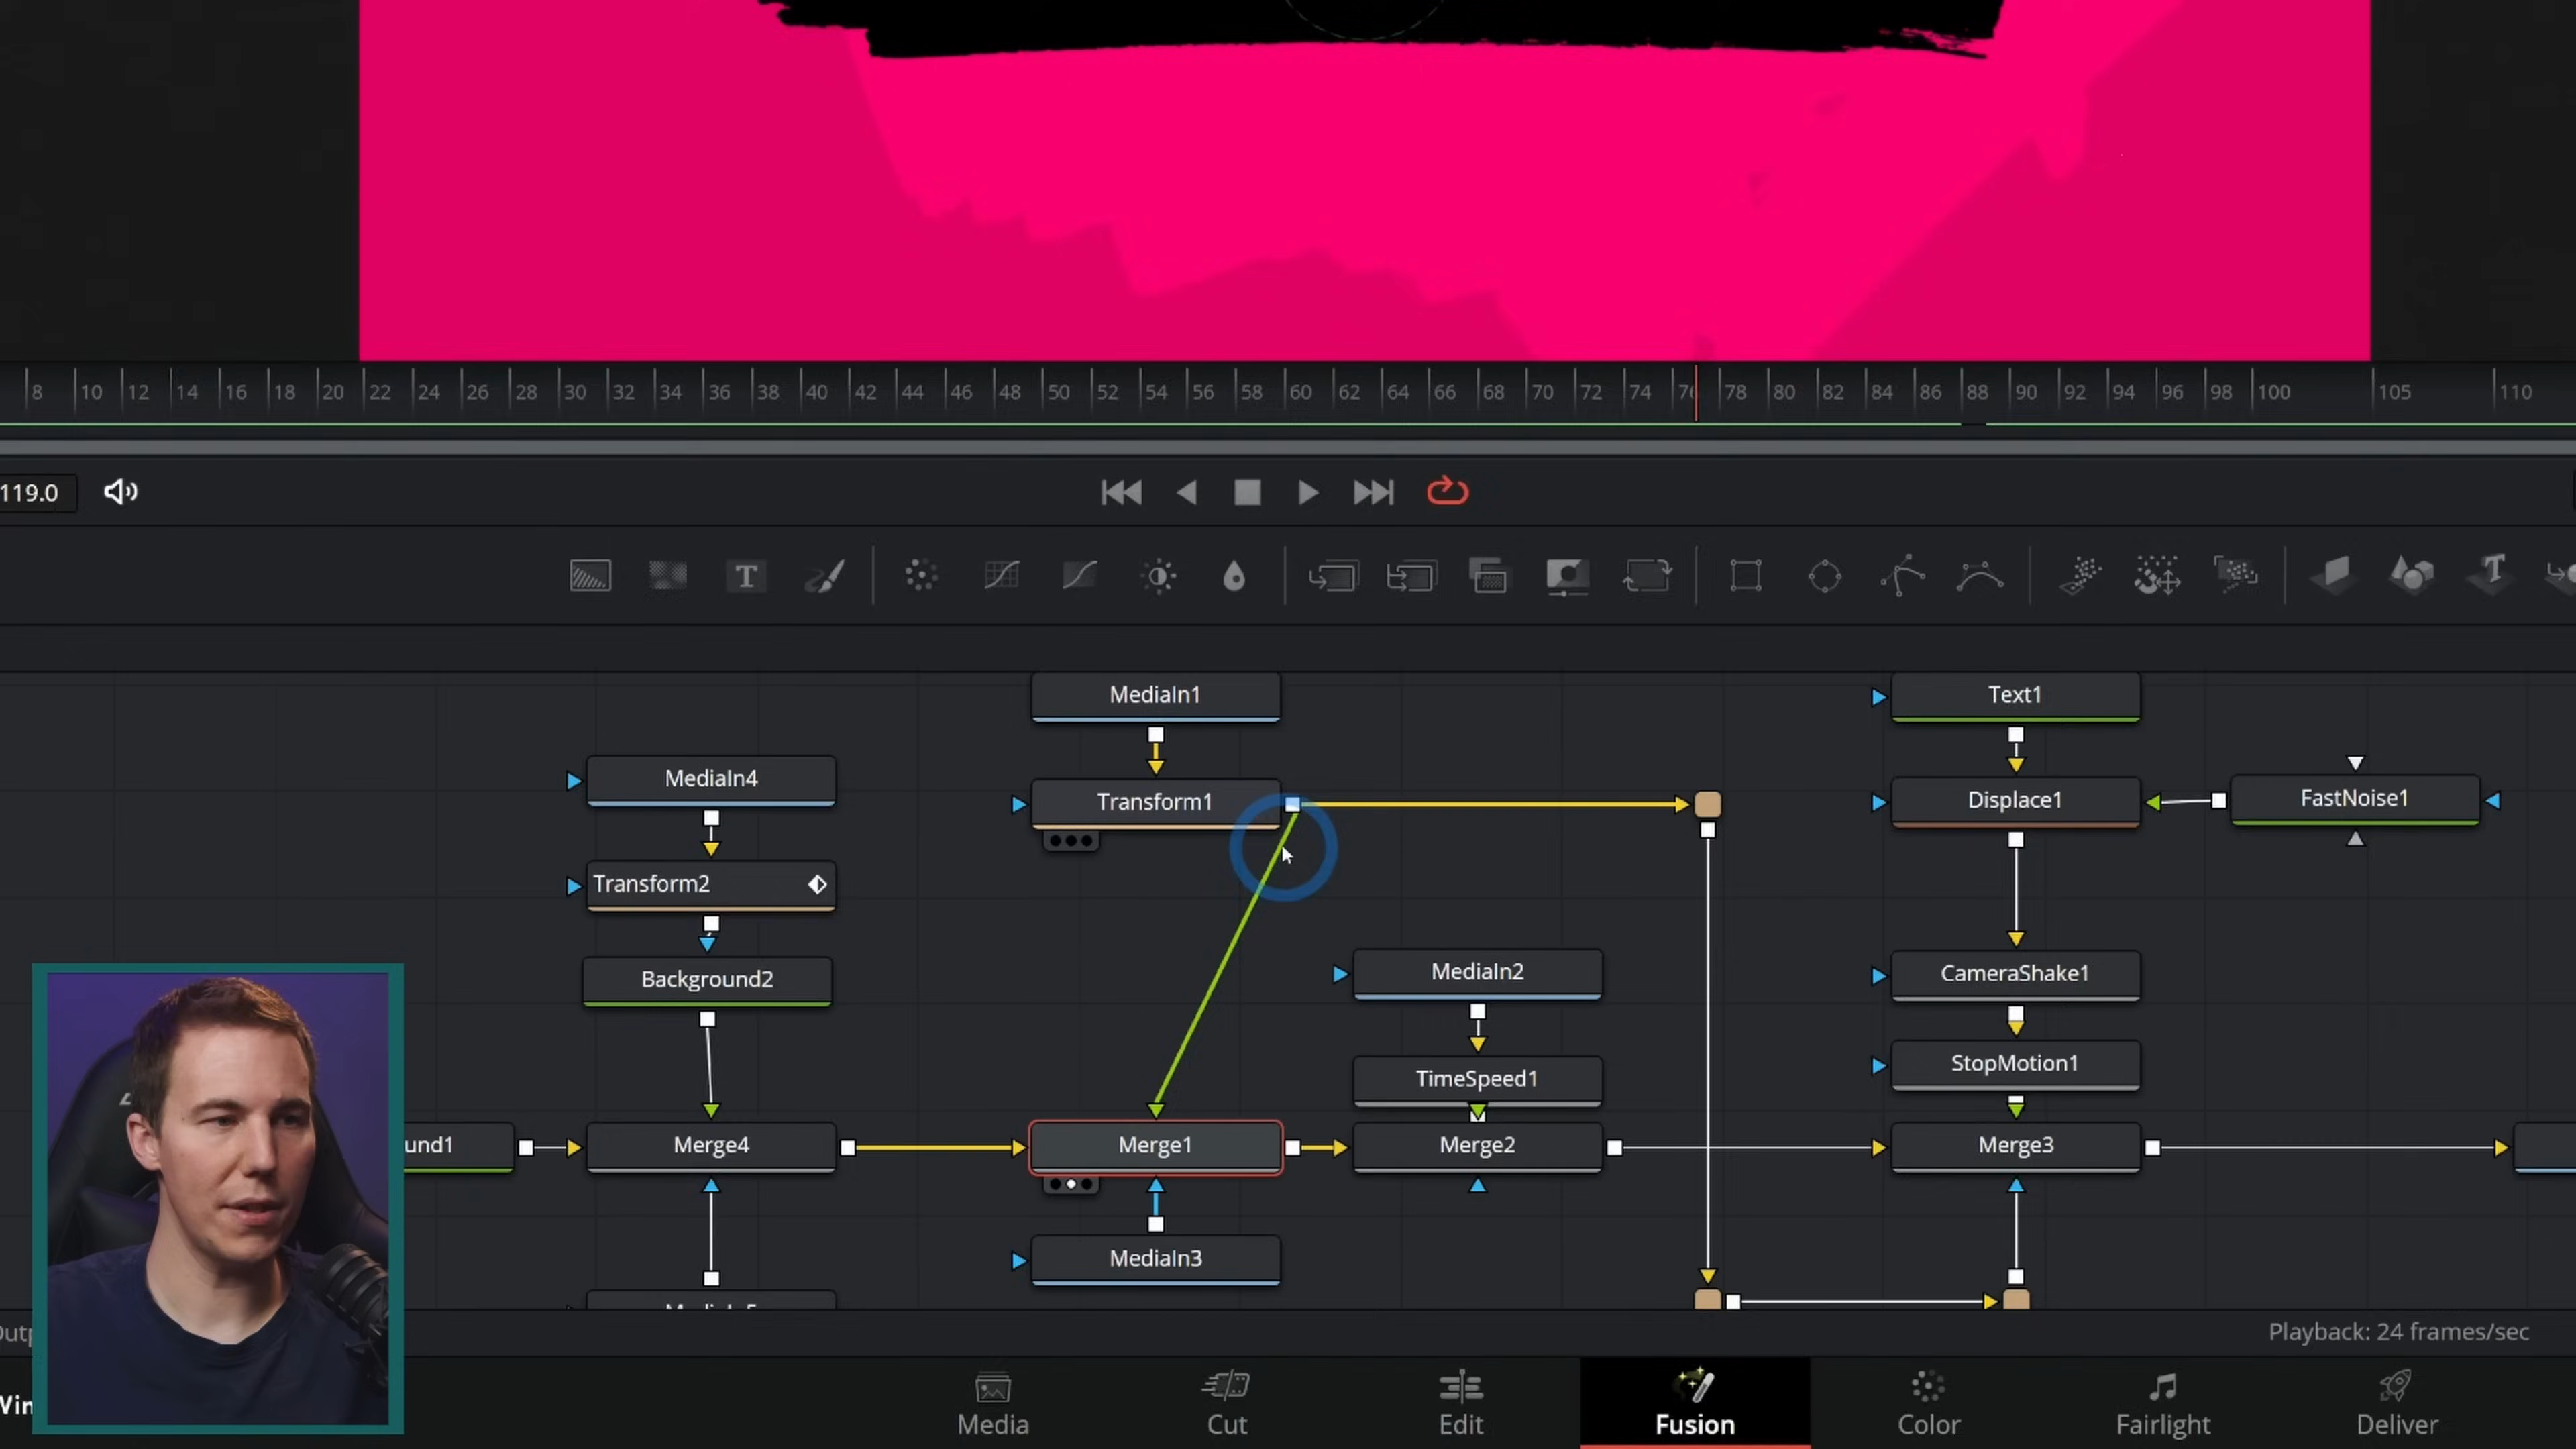 8 10 12 14 16 18 20 22 24 26 28 30 32 34 36 38 40 42 44 46 48 50 52 54 56 58 60 62 64 66 68 70 72 74 76 78 80 82 84 86 88 90 92 94 96 98 100 105 110
119.0
T T
MediaIn1 Text1
MediaIn4 Transform1 Displace1 FastNoise1
Transform2
Background2 MediaIn2 CameraShake1
TimeSpeed1 StopMotion1
und1 Merge4 Merge1 Merge2 Merge3
MediaIn3
Outp Playback: 24 frames/sec
Win Media Cut Edit Fusion Color Fairlight Deliver